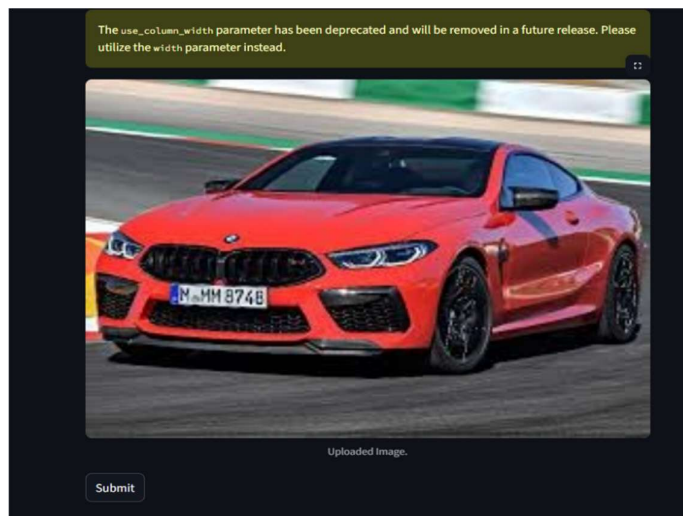 The use_column_width parameter has been deprecated and will be removed in a future release. Please
utilize the width parameter instead.
M MM 8748
Uploaded Image.
Submit